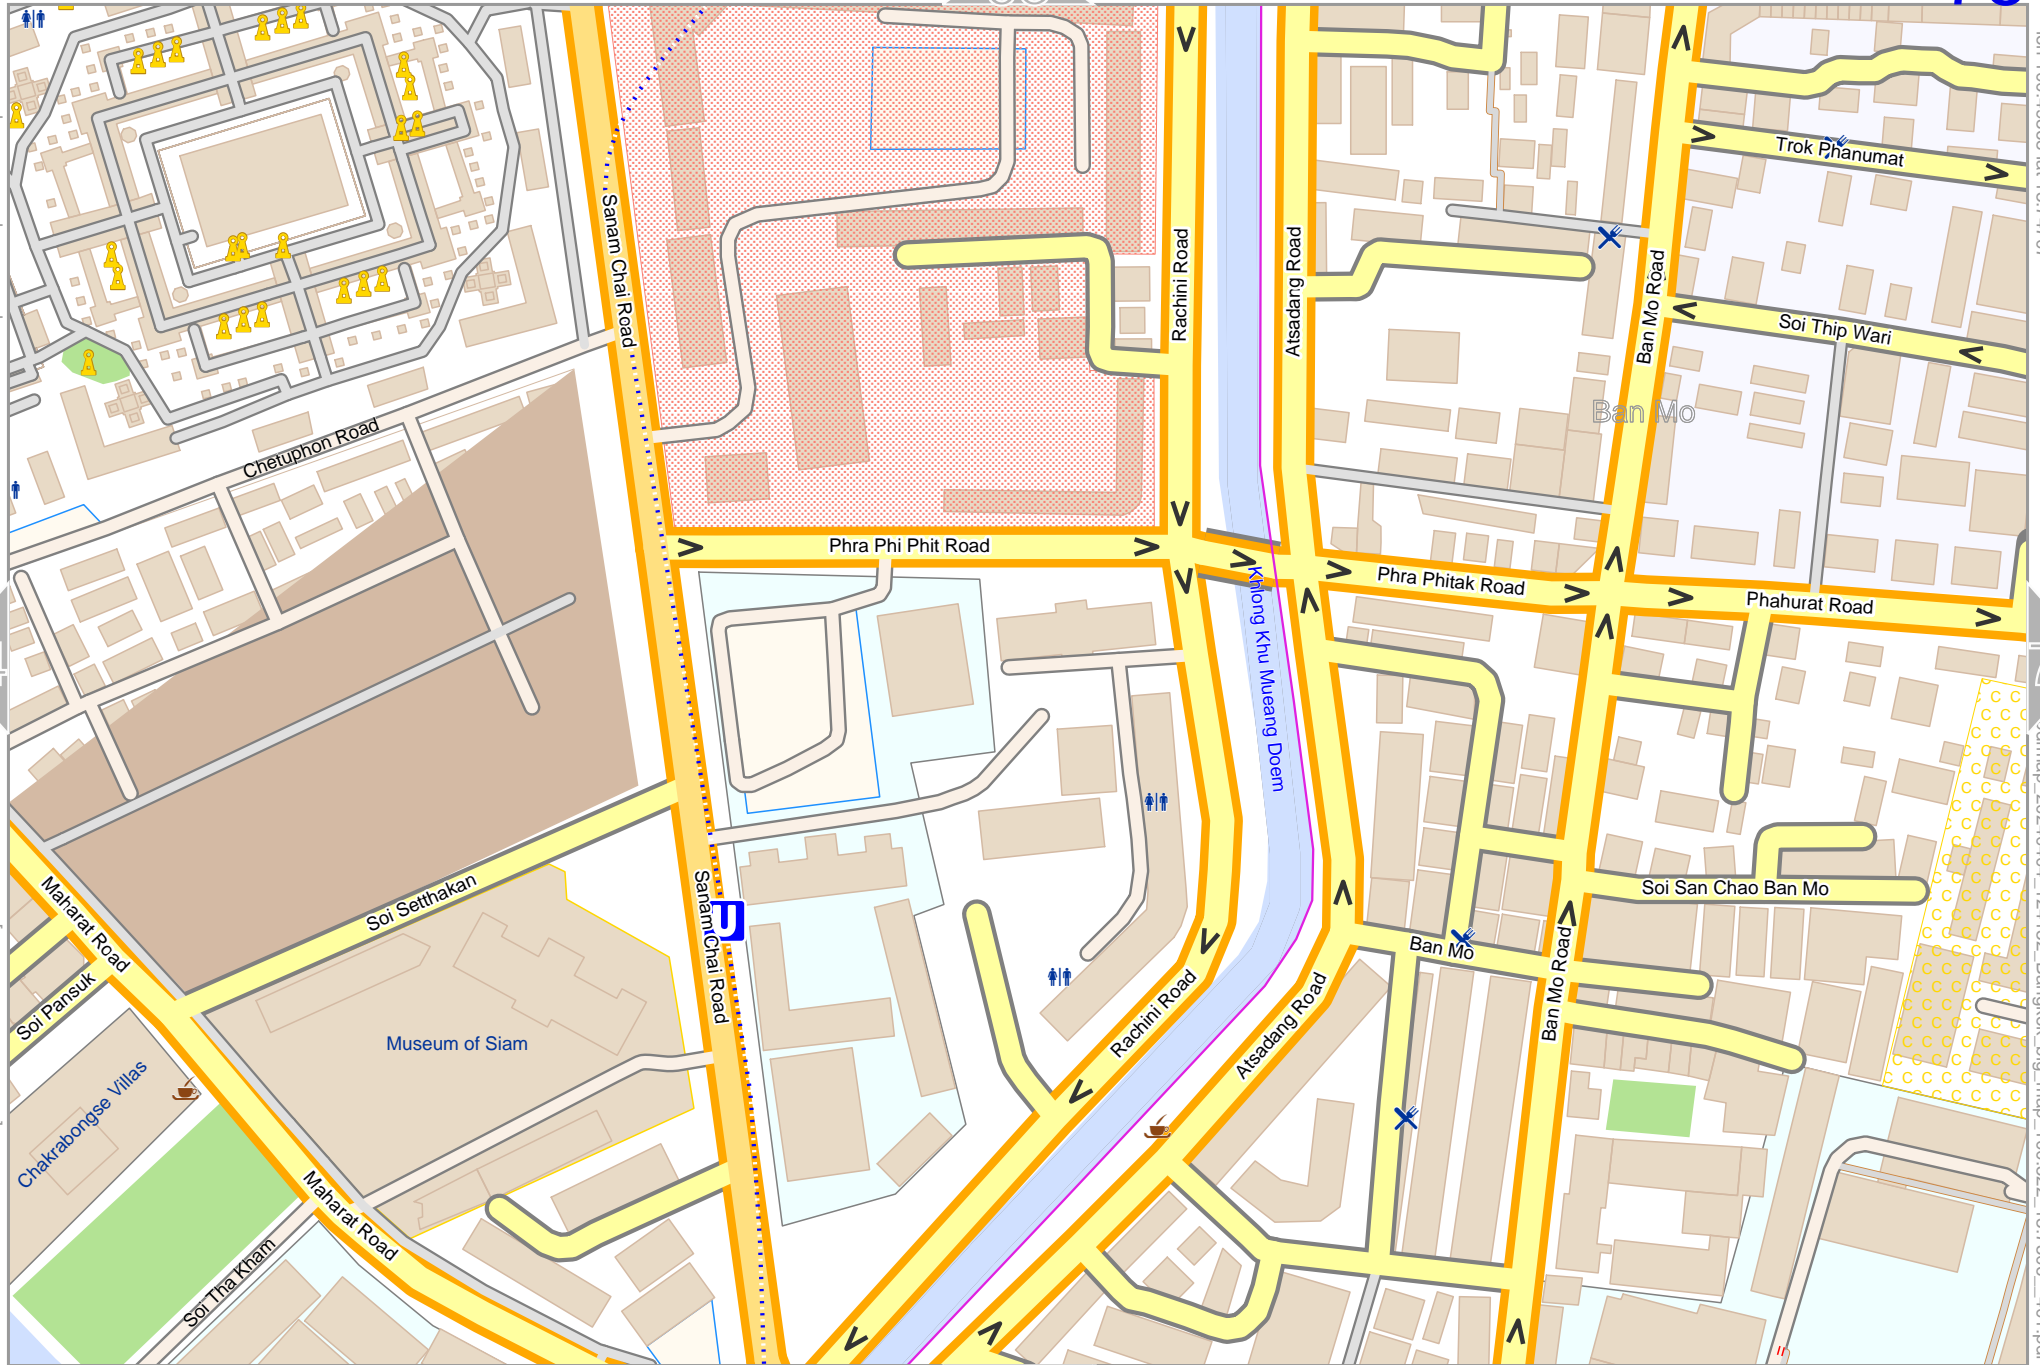 Trok Phanumat
Sanam Chai Road
Rachini Road
Atsadang Road
Ban Mo Road
Soi Thip Wari
Ban Mo
Chetuphon Road
Phra Phi Phit Road
Phra Phitak Road
Phahurat Road
Khlong Khu Mueang Doem
Maharat Road
Soi Setthakan
Sanam Chai Road
U
Soi San Chao Ban Mo
Ban Mo
Ban Mo Road
Soi Pansuk
Museum of Siam
Rachini Road
Atsadang Road
Chakrabongse Villas
Maharat Road
Soi Tha Kham